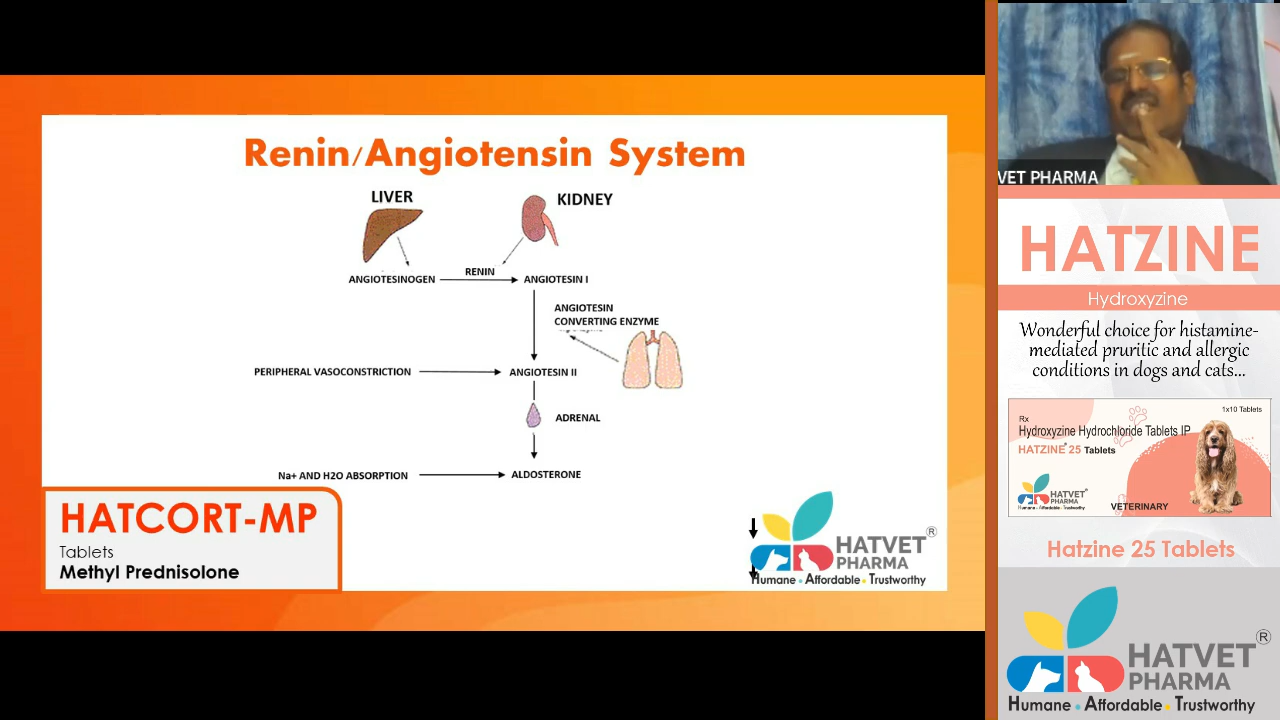 Renin/Angiotensin System
LIVER
KIDNEY
ANGIOTESINOGEN
RENIN
ANGIOTESIN I
ANGIOTESIN
CONVERTING ENZYME
PERIPHERAL VASOCONSTRICTION
ANGIOTESIN II
ADRENAL
Na+ AND H2O ABSORPTION
ALDOSTERONE
HATCORT-MP
Tablets
Methyl Prednisolone
HATVET®
PHARMA
Humane • Affordable • Trustworthy
VET PHARMA
HATZINE
Hydroxyzine
Wonderful choice for histamine-
mediated pruritic and allergic
conditions in dogs and cats...
1x10 Tablets
Rx
Hydroxyzine Hydrochloride Tablets IP
HATZINE® 25 Tablets
HATVET®
PHARMA
Humane • Affordable • Trustworthy
VETERINARY
Hatzine 25 Tablets
HATVET®
PHARMA
Humane • Affordable • Trustworthy